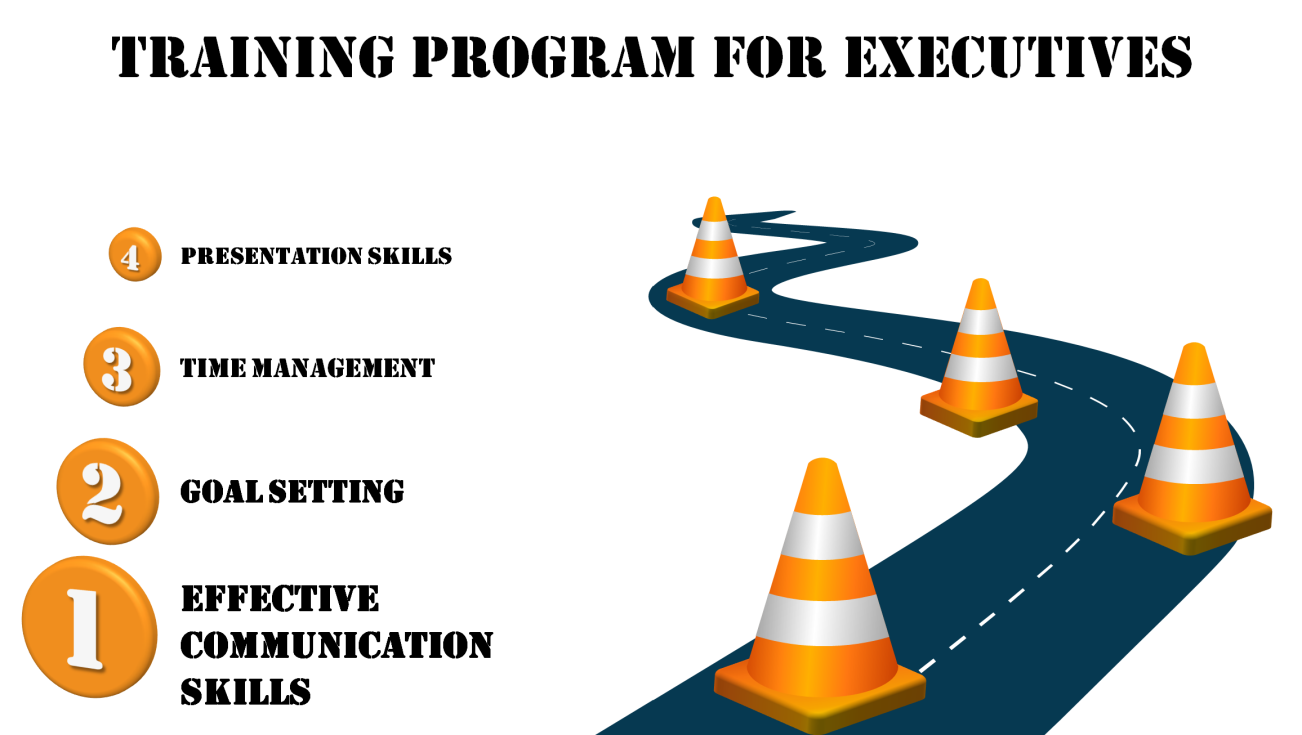 TRAINING PROGRAM FOR EXECUTIVES
4 PRESENTATION SKILLS
3 TIME MANAGEMENT
2 GOAL SETTING
1 EFFECTIVE
COMMUNICATION
SKILLS